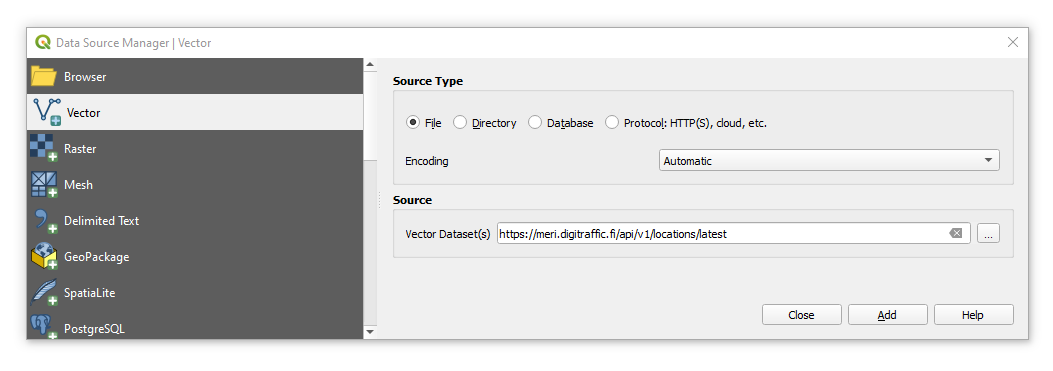 Data Source Manager | Vector
Browser
Vector
Raster
Mesh
Delimited Text
GeoPackage
SpatiaLite
PostgreSQL
Source Type
File Directory Database Protocol: HTTP(S), cloud, etc.
Encoding Automatic
Source
Vector Dataset(s) https://meri.digitraffic.fi/api/v1/locations/latest ...
Close Add Help